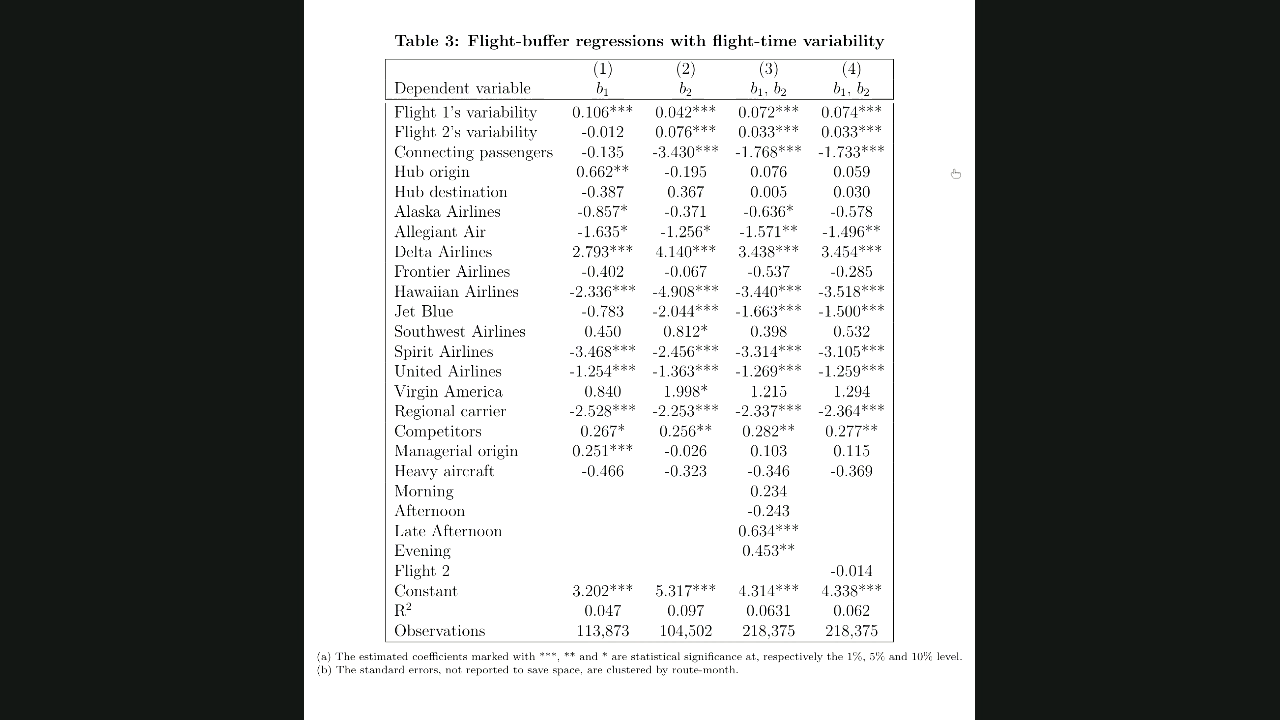 Table 3: Flight-buffer regressions with flight-time variability
(1) (2) (3) (4)
Dependent variable b₁ b₂ b₁, b₂ b₁, b₂
Flight 1's variability 0.106*** 0.042*** 0.072*** 0.074***
Flight 2's variability -0.012 0.076*** 0.033*** 0.033***
Connecting passengers -0.135 -3.430*** -1.768*** -1.733***
Hub origin 0.662** -0.195 0.076 0.059
Hub destination -0.387 0.367 0.005 0.030
Alaska Airlines -0.857* -0.371 -0.636* -0.578
Allegiant Air -1.635* -1.256* -1.571** -1.496**
Delta Airlines 2.793*** 4.140*** 3.438*** 3.454***
Frontier Airlines -0.402 -0.067 -0.537 -0.285
Hawaiian Airlines -2.336*** -4.908*** -3.440*** -3.518***
Jet Blue -0.783 -2.044*** -1.663*** -1.500***
Southwest Airlines 0.450 0.812* 0.398 0.532
Spirit Airlines -3.468*** -2.456*** -3.314*** -3.105***
United Airlines -1.254*** -1.363*** -1.269*** -1.259***
Virgin America 0.840 1.998* 1.215 1.294
Regional carrier -2.528*** -2.253*** -2.337*** -2.364***
Competitors 0.267* 0.256** 0.282** 0.277**
Managerial origin 0.251*** -0.026 0.103 0.115
Heavy aircraft -0.466 -0.323 -0.346 -0.369
Morning 0.234
Afternoon -0.243
Late Afternoon 0.634***
Evening 0.453**
Flight 2 -0.014
Constant 3.202*** 5.317*** 4.314*** 4.338***
R² 0.047 0.097 0.0631 0.062
Observations 113,873 104,502 218,375 218,375
(a) The estimated coefficients marked with ***, ** and * are statistical significance at, respectively the 1%, 5% and 10% level.
(b) The standard errors, not reported to save space, are clustered by route-month.